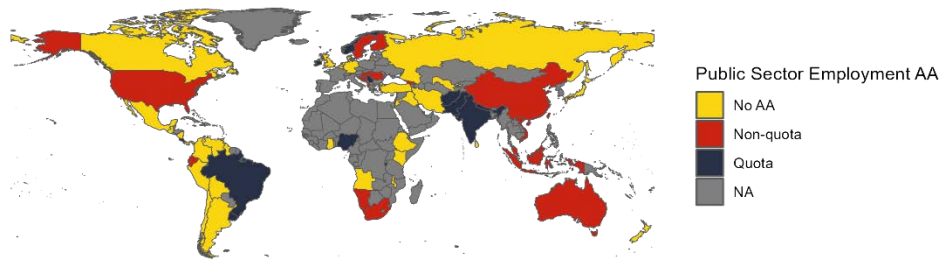 Public Sector Employment AA
No AA
Non-quota
Quota
NA